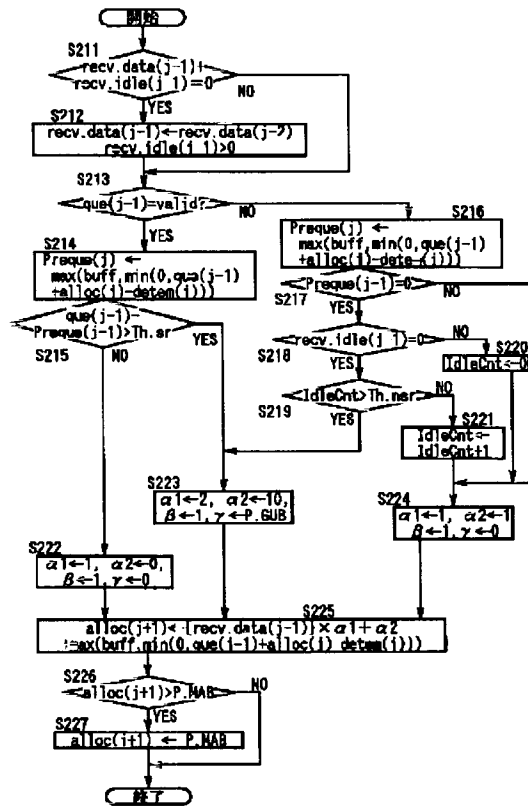 開始
S211
recv.data(j-1)+
recv.idle(j-1)=0
NO
YES
S212
recv.data(j-1)←recv.data(j-2)
recv.idle(j-1)>0
S213
que(j-1)=valid?
NO
YES
S214
Preque(j) ←
max(buff,min(0,que(j-1)
+alloc(j)-detem(j)))
S216
Preque(j) ←
max(buff,min(0,que(j-1)
+alloc(j)-detem(j)))
que(j-1)-
Preque(j-1)>Th.sr
YES
S215
NO
Preque(j-1)=0
NO
S217
YES
recv.idle(j-1)=0
NO
S218
YES
S220
IdleCnt←0
IdleCnt>Th.nsr
NO
S219
YES
S221
IdleCnt←
IdleCnt+1
S223
α1←2, α2←10,
β←1,γ←P.GUB
S224
α1←1, α2←1
β←1,γ←0
S222
α1←1, α2←0,
β←1,γ←0
S225
alloc(j+1)←{recv.data(j-1)}×α1+α2
+max(buff,min(0,que(j-1)+alloc(j)-detem(j)))
S226
alloc(j+1)>P.MAB
NO
YES
S227
alloc(j+1) ← P.MAB
終了